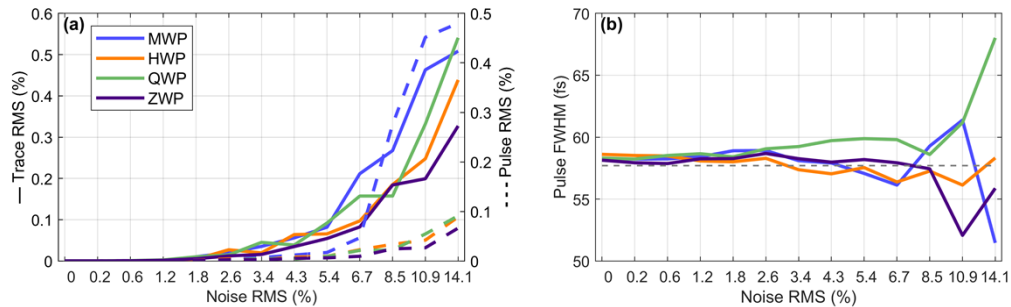 (a)
MWP
HWP
QWP
ZWP
— Trace RMS (%)
0.6
0.5
0.4
0.3
0.2
0.1
0
0.5
0.4
0.3
0.2
0.1
0
Pulse RMS (%)
0 0.2 0.6 1.2 1.8 2.6 3.4 4.3 5.4 6.7 8.5 10.9 14.1
Noise RMS (%)
(b)
Pulse FWHM (fs)
70
65
60
55
50
0 0.2 0.6 1.2 1.8 2.6 3.4 4.3 5.4 6.7 8.5 10.9 14.1
Noise RMS (%)